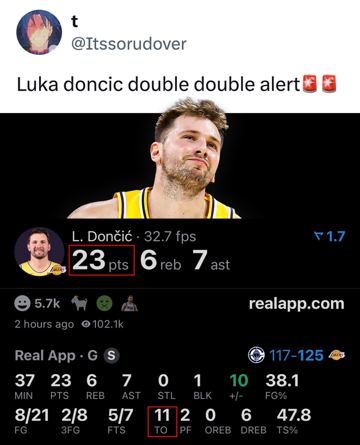 t
@Itssorudover
Luka doncic double double alert🚨🚨
L. Dončić · 32.7 fps
1.7
23 pts 6 reb 7 ast
5.7k
realapp.com
2 hours ago 102.1k
Real App · G S
117-125
37 23 6 7 0 1 10 38.1
MIN PTS REB AST STL BLK +/- FG%
8/21 2/8 5/7 11 2 0 6 47.8
FG 3FG FTS TO PF OREB DREB TS%